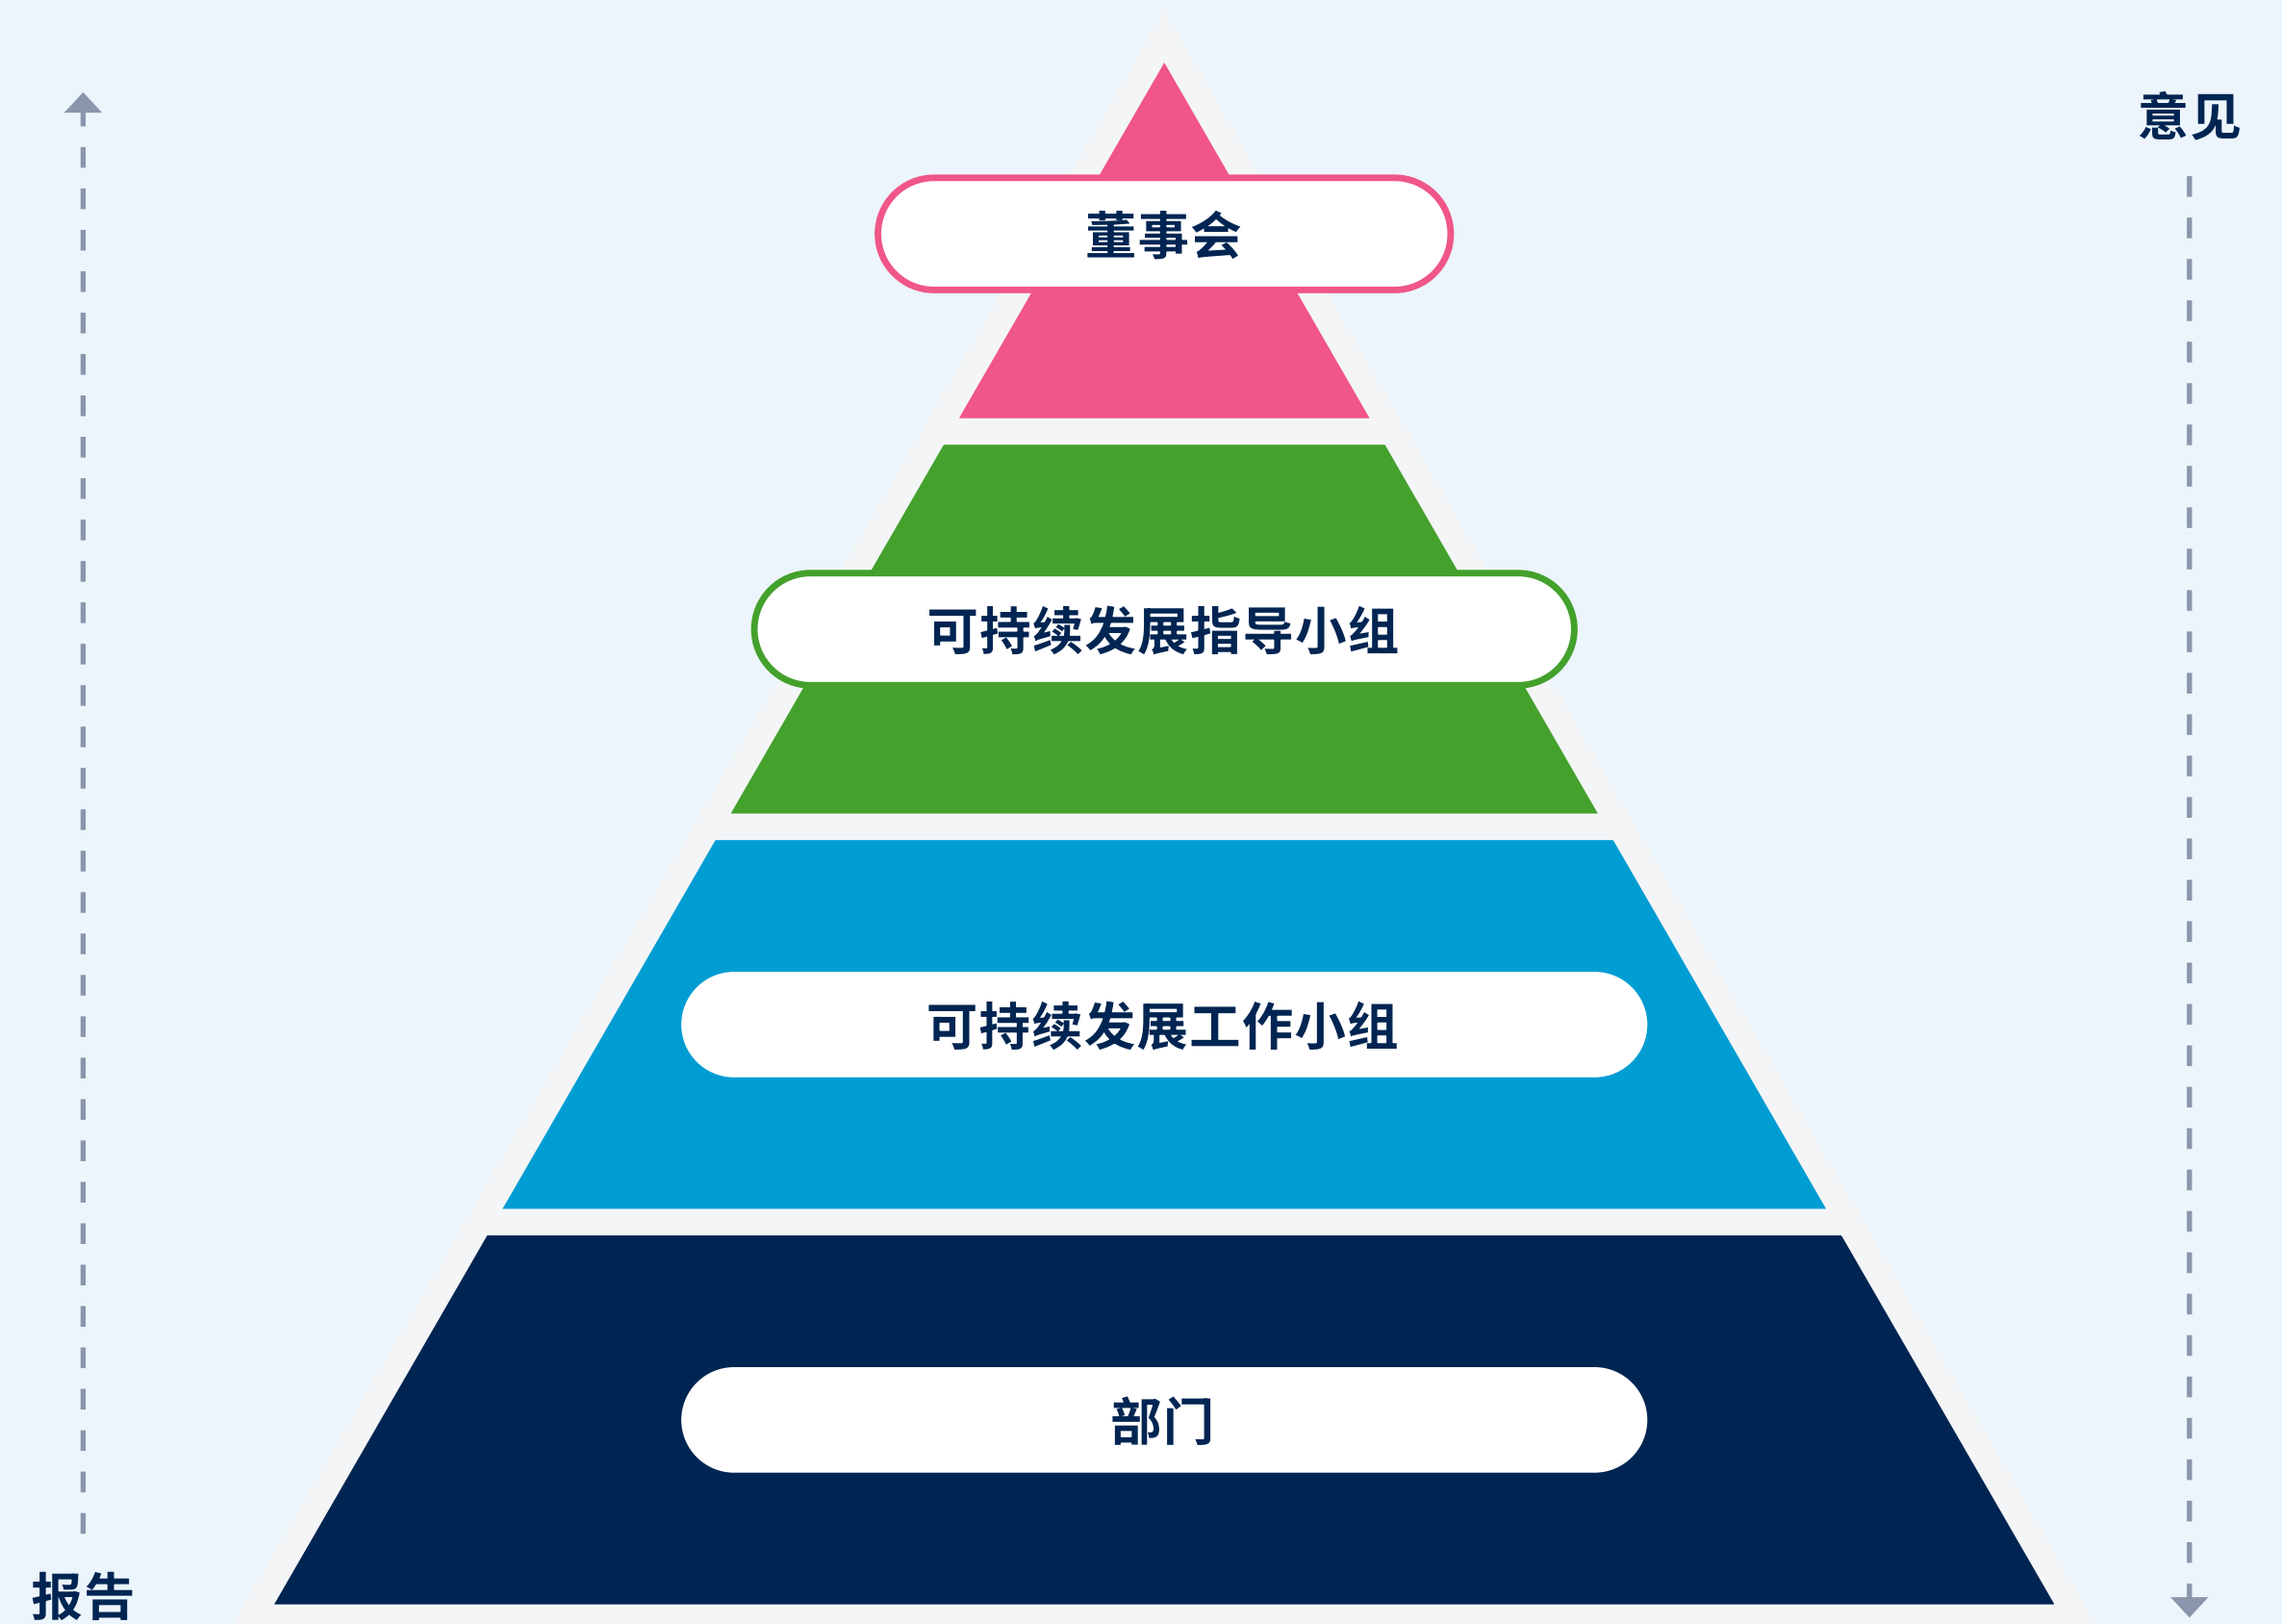 意见
董事会
可持续发展指导小组
可持续发展工作小组
部门
报告